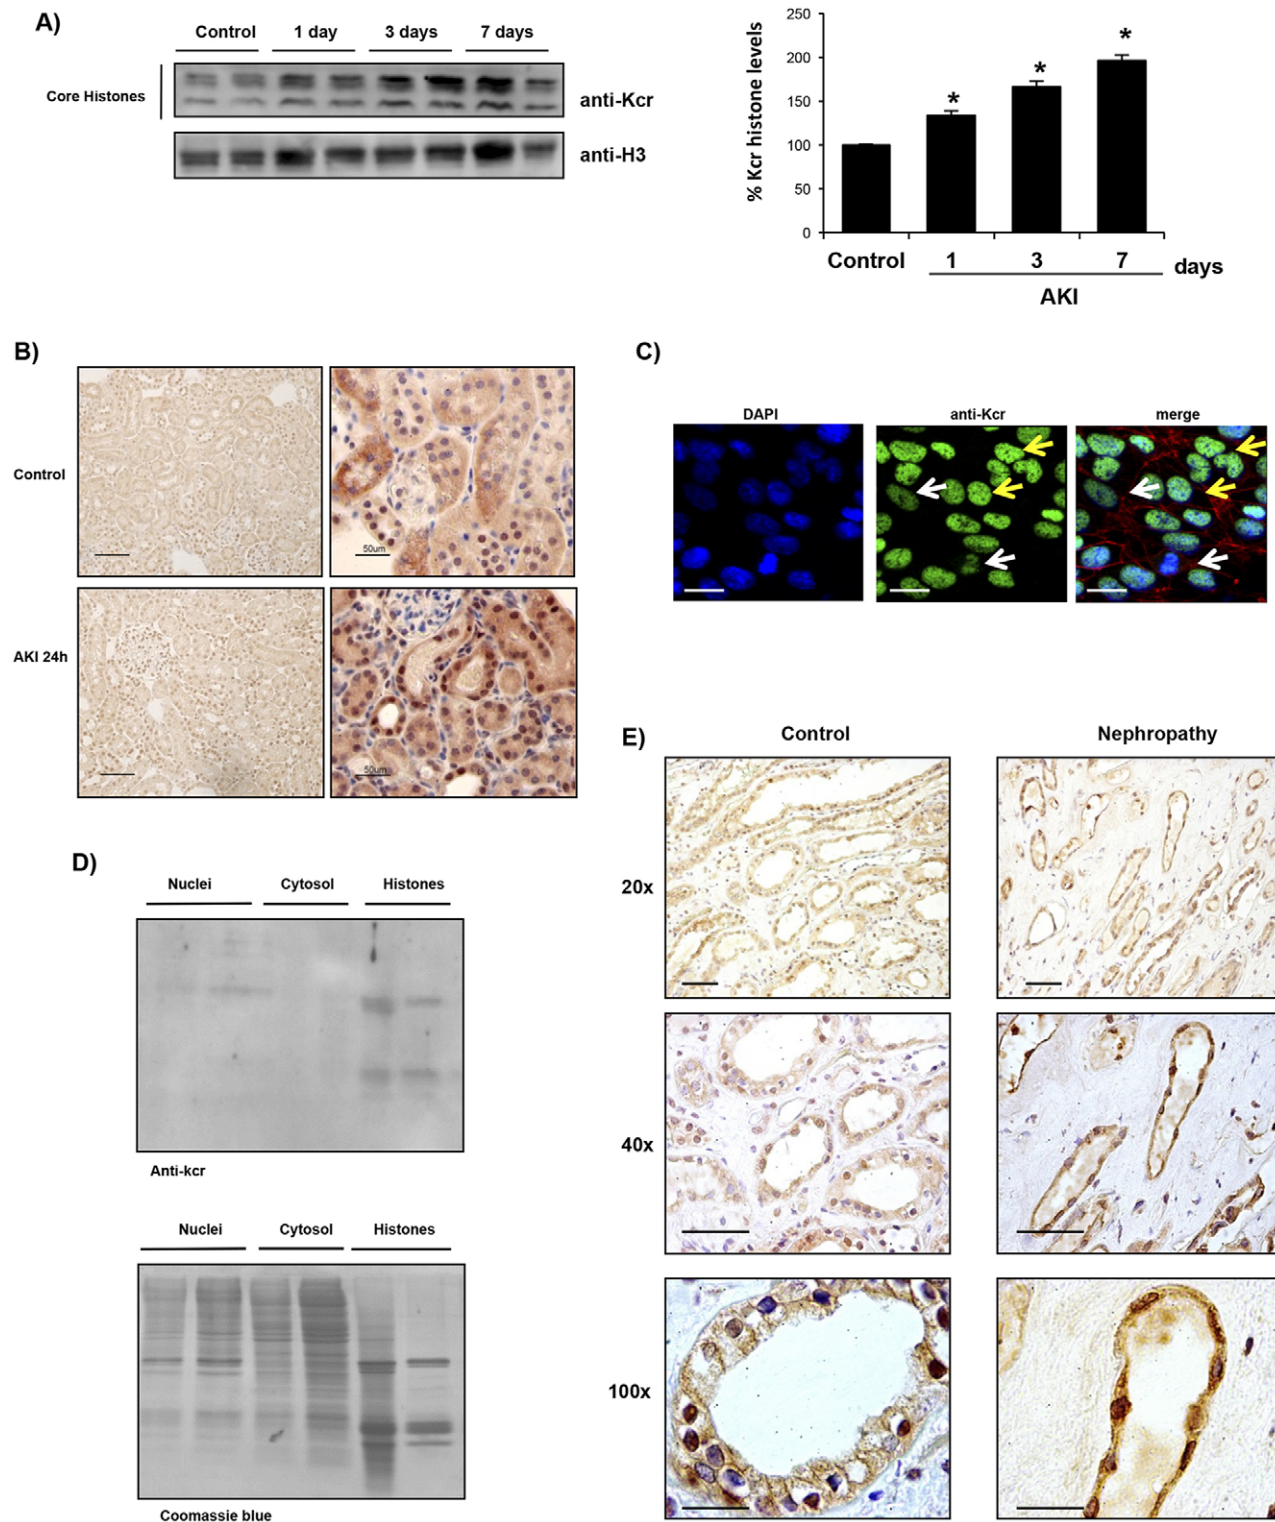 A)
Control 1 day 3 days 7 days
Core Histones
anti-Kcr
anti-H3
% Kcr histone levels
250
200
150
100
50
0
Control 1 3 7 days
AKI
* * *
B)
Control
50um
AKI 24h
50um
C)
DAPI anti-Kcr merge
D)
Nuclei Cytosol Histones
Anti-kcr
Nuclei Cytosol Histones
Coomassie blue
E)
Control Nephropathy
20x
40x
100x